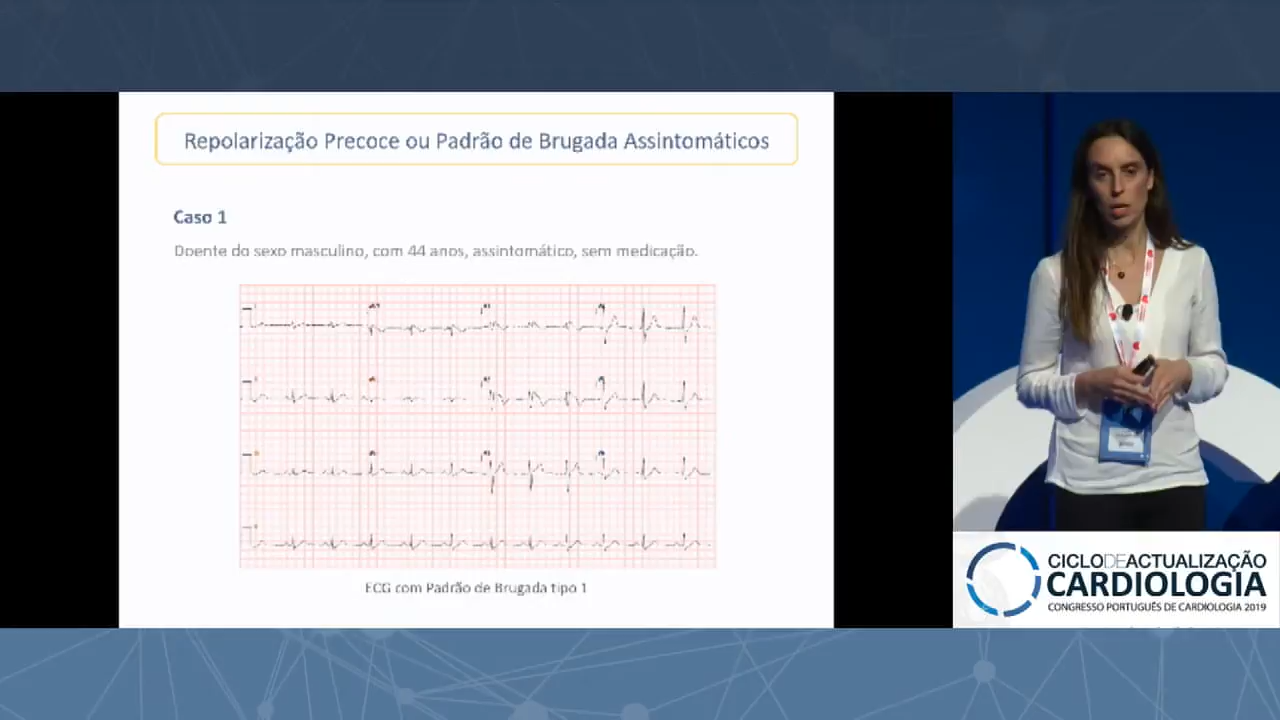 Repolarização Precoce ou Padrão de Brugada Assintomáticos
Caso 1
Doente do sexo masculino, com 44 anos, assintomático, sem medicação.
ECG com Padrão de Brugada tipo 1
CICLODEACTUALIZAÇÃO
CARDIOLOGIA
CONGRESSO PORTUGUÊS DE CARDIOLOGIA 2019